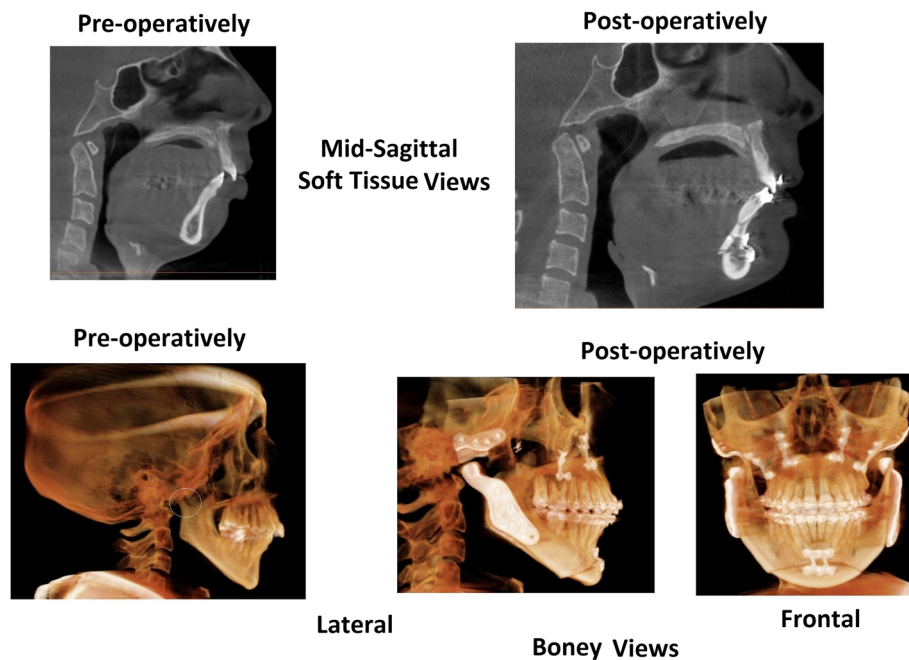 Pre-operatively
Post-operatively
Mid-Sagittal
Soft Tissue Views
Pre-operatively
Post-operatively
Lateral
Frontal
Boney Views